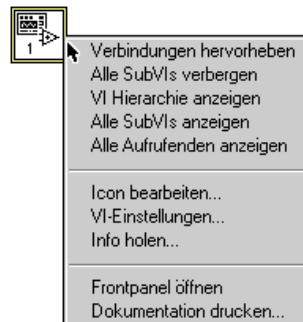 1
Verbindungen hervorheben
Alle SubVIs verbergen
VI Hierarchie anzeigen
Alle SubVIs anzeigen
Alle Aufrufenden anzeigen
Icon bearbeiten...
VI-Einstellungen...
Info holen...
Frontpanel öffnen
Dokumentation drucken...